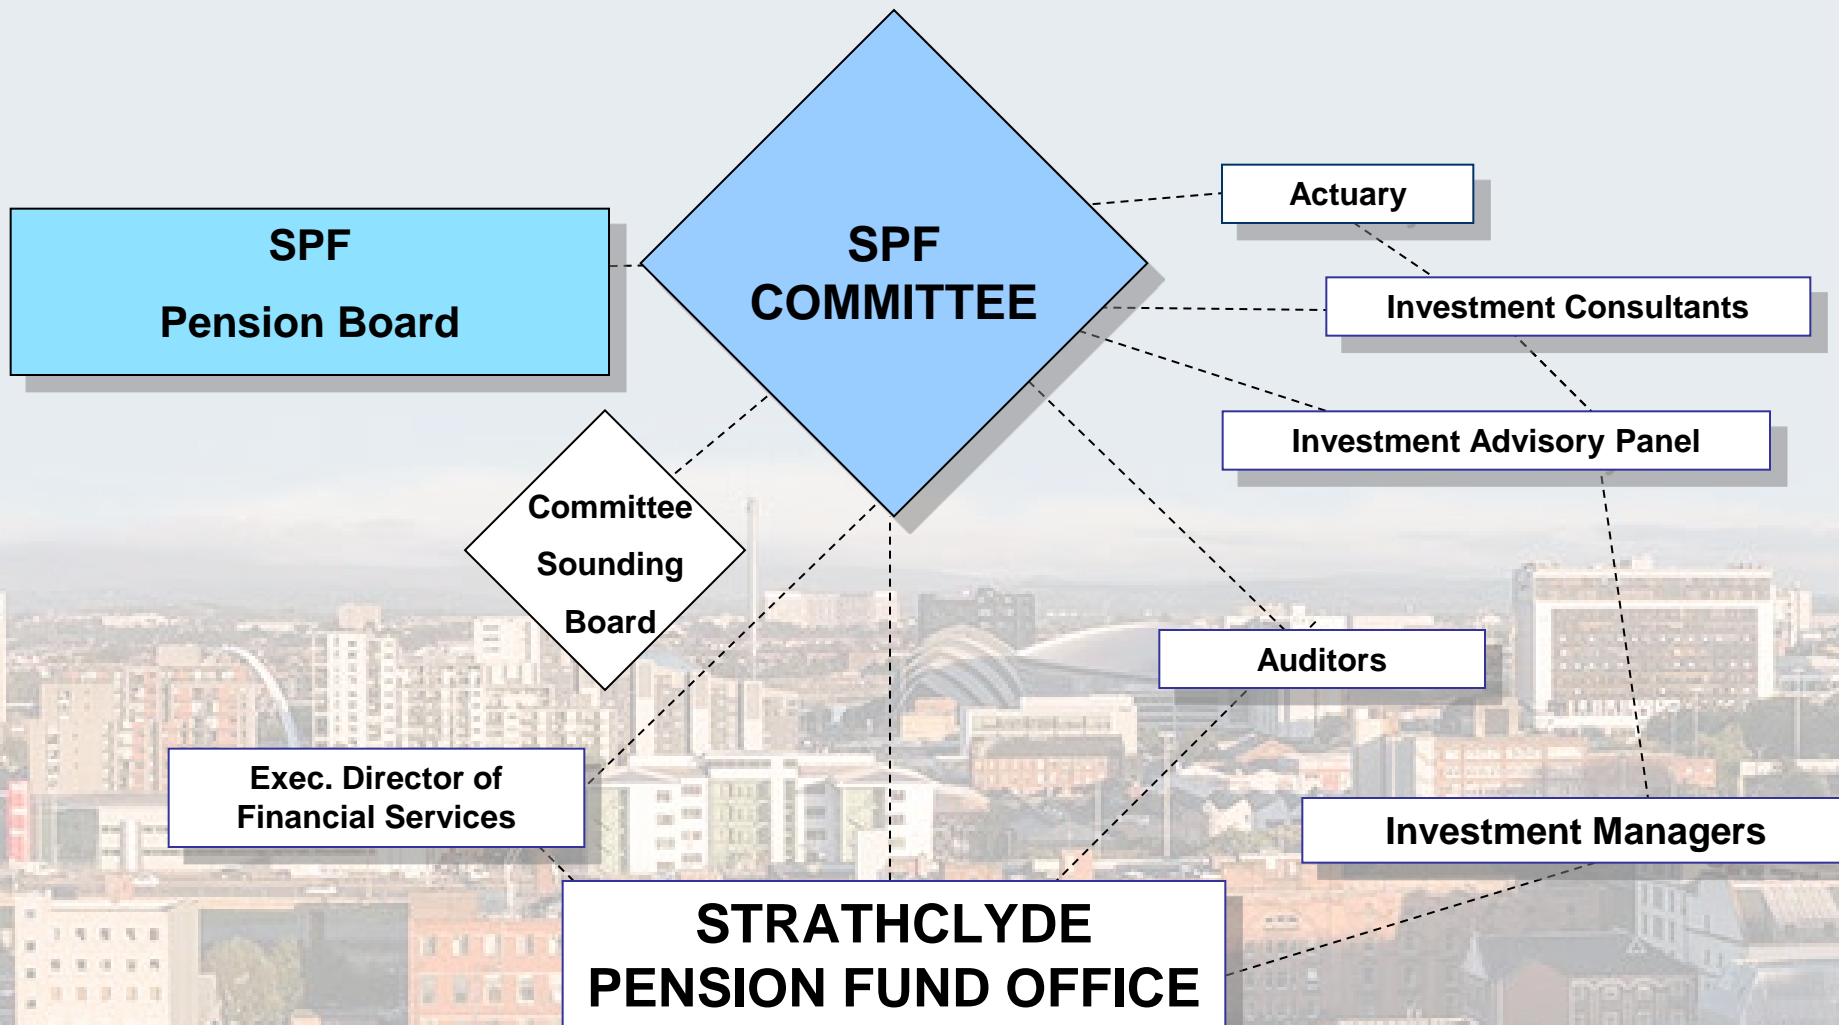 SPF
Pension Board
SPF
COMMITTEE
Actuary
Investment Consultants
Investment Advisory Panel
Committee
Sounding
Board
Auditors
Exec. Director of
Financial Services
Investment Managers
STRATHCLYDE
PENSION FUND OFFICE